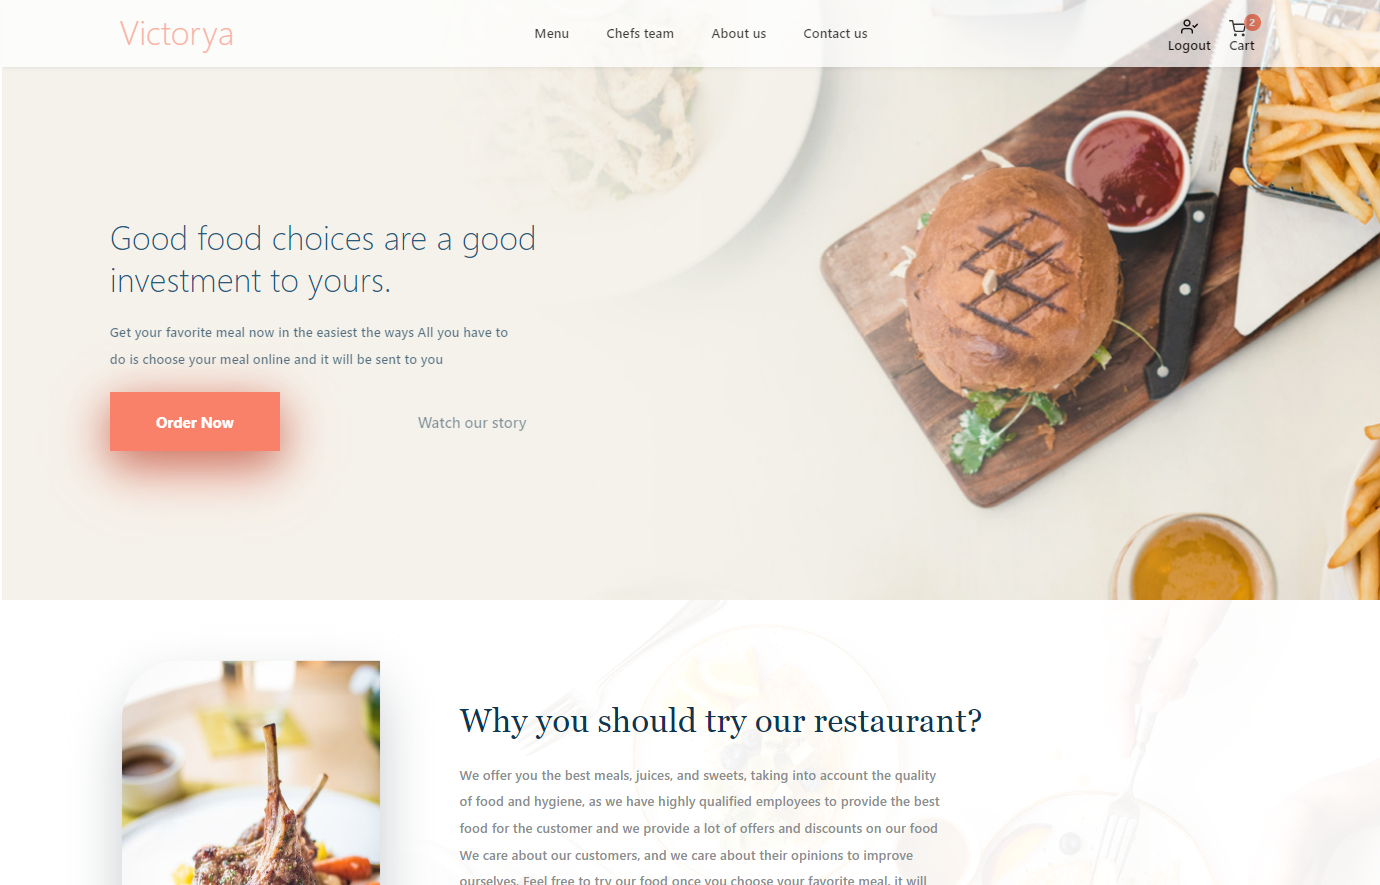 Victorya
Menu
Chefs team
About us
Contact us
Logout
2
Cart
Good food choices are a good
investment to yours.
Get your favorite meal now in the easiest the ways All you have to
do is choose your meal online and it will be sent to you
Order Now
Watch our story
Why you should try our restaurant?
We offer you the best meals, juices, and sweets, taking into account the quality
of food and hygiene, as we have highly qualified employees to provide the best
food for the customer and we provide a lot of offers and discounts on our food
We care about our customers, and we care about their opinions to improve
ourselves. Feel free to try our food once you choose your favorite meal, it will